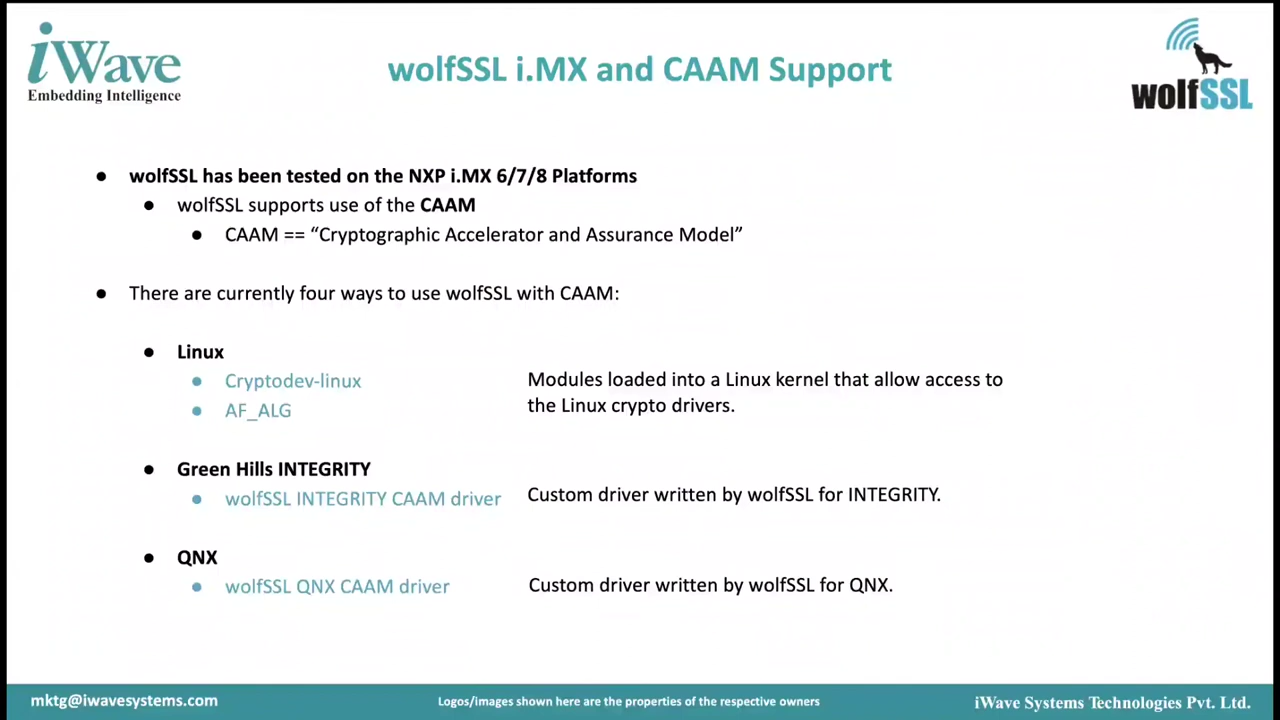 iWave
Embedding Intelligence
wolfSSL i.MX and CAAM Support
wolfSSL
● wolfSSL has been tested on the NXP i.MX 6/7/8 Platforms
● wolfSSL supports use of the CAAM
● CAAM == “Cryptographic Accelerator and Assurance Model”
● There are currently four ways to use wolfSSL with CAAM:
● Linux
● Cryptodev-linux
● AF_ALG
Modules loaded into a Linux kernel that allow access to
the Linux crypto drivers.
● Green Hills INTEGRITY
● wolfSSL INTEGRITY CAAM driver
Custom driver written by wolfSSL for INTEGRITY.
● QNX
● wolfSSL QNX CAAM driver
Custom driver written by wolfSSL for QNX.
mktg@iwavesystems.com
Logos/Images shown here are the properties of the respective owners
iWave Systems Technologies Pvt. Ltd.